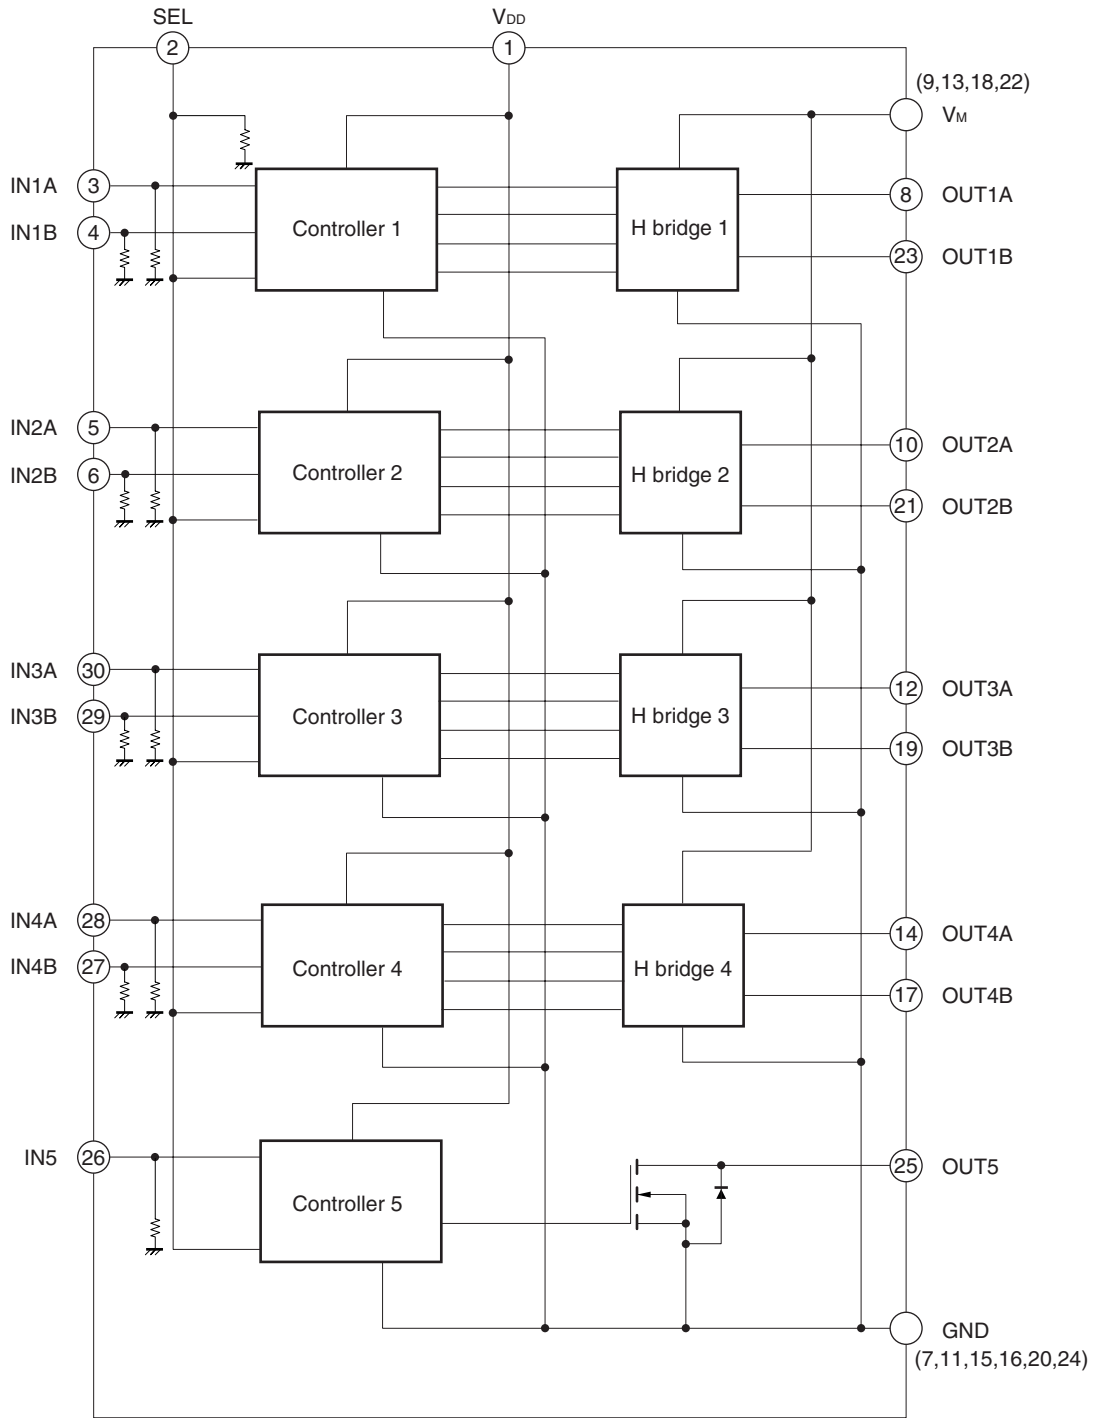 SEL
VDD
2
1
(9,13,18,22)
VM
IN1A 3
IN1B 4
Controller 1
H bridge 1
8 OUT1A
23 OUT1B
IN2A 5
IN2B 6
Controller 2
H bridge 2
10 OUT2A
21 OUT2B
IN3A 30
IN3B 29
Controller 3
H bridge 3
12 OUT3A
19 OUT3B
IN4A 28
IN4B 27
Controller 4
H bridge 4
14 OUT4A
17 OUT4B
IN5 26
Controller 5
25 OUT5
GND
(7,11,15,16,20,24)